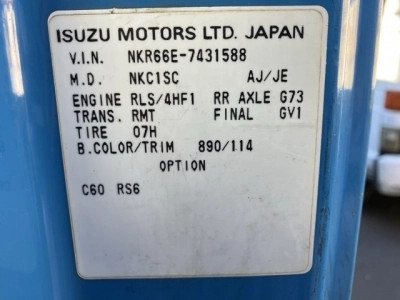 ISUZU MOTORS LTD. JAPAN
V.I.N. NKR66E-7431588
M.D. NKC1SC AJ/JE
ENGINE RLS/4HF1 RR AXLE G73
TRANS. RMT FINAL GV1
TIRE 07H
B.COLOR/TRIM 890/114
OPTION
C60 RS6